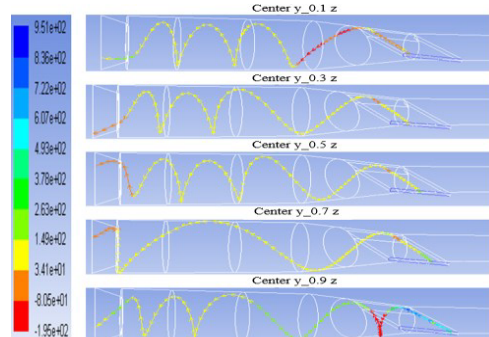 Center y_0.1 z
9.51e+02
8.36e+02
7.22e+02
6.07e+02
4.93e+02
3.78e+02
2.63e+02
1.49e+02
3.41e+01
-8.05e+01
-1.95e+02
Center y_0.3 z
Center y_0.5 z
Center y_0.7 z
Center y_0.9 z